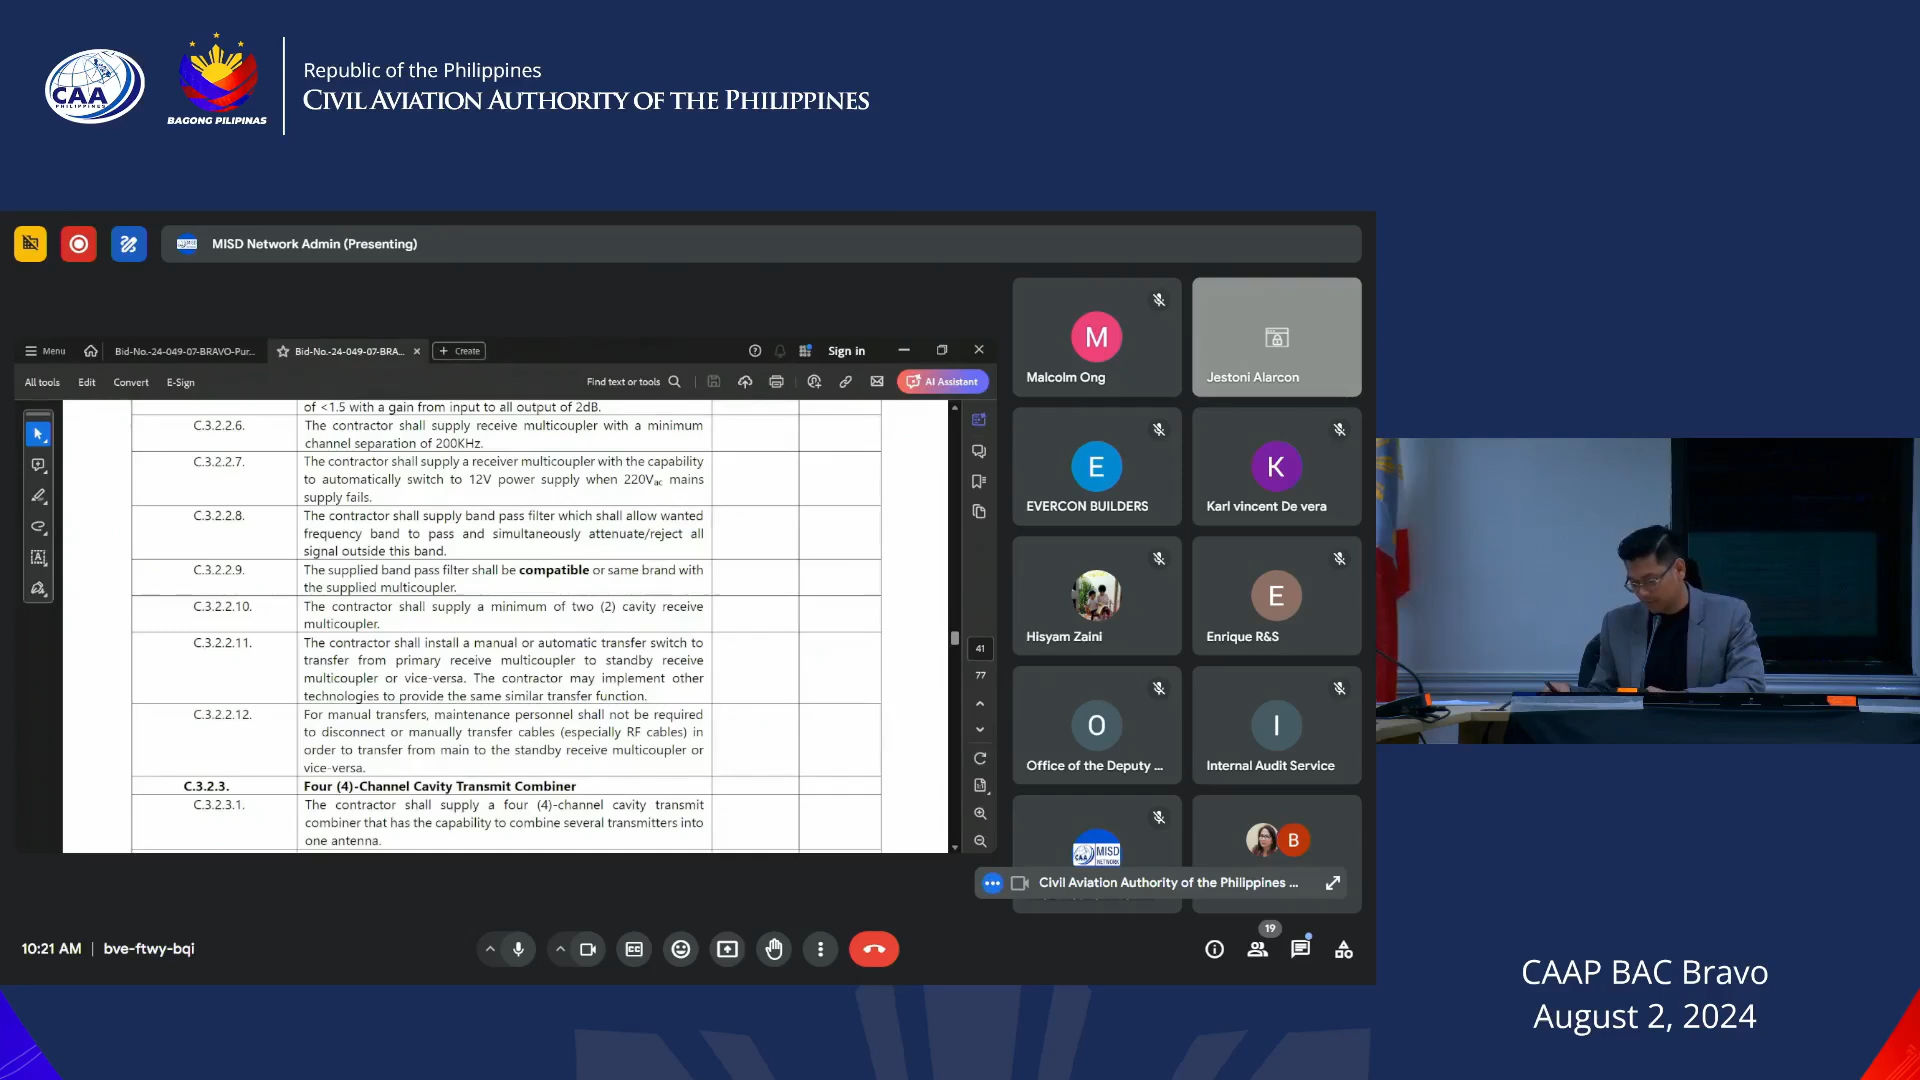 CAA
PHILIPPINES
BAGONG PILIPINAS
Republic of the Philippines
CIVIL AVIATION AUTHORITY OF THE PHILIPPINES
MISD Network Admin (Presenting)
Menu
Bid-No.-24-049-07-BRAVO-Pur...
Bid-No.-24-049-07-BRA...
Create
Sign in
All tools
Edit
Convert
E-Sign
Find text or tools
AI Assistant
of <1.5 with a gain from input to all output of 2dB.
C.3.2.2.6. The contractor shall supply receive multicoupler with a minimum
channel separation of 200KHz.
C.3.2.2.7. The contractor shall supply a receiver multicoupler with the capability
to automatically switch to 12V power supply when 220Vac mains
supply fails.
C.3.2.2.8. The contractor shall supply band pass filter which shall allow wanted
frequency band to pass and simultaneously attenuate/reject all
signal outside this band.
C.3.2.2.9. The supplied band pass filter shall be compatible or same brand with
the supplied multicoupler.
C.3.2.2.10. The contractor shall supply a minimum of two (2) cavity receive
multicoupler.
C.3.2.2.11. The contractor shall install a manual or automatic transfer switch to
transfer from primary receive multicoupler to standby receive
multicoupler or vice-versa. The contractor may implement other
technologies to provide the same similar transfer function.
C.3.2.2.12. For manual transfers, maintenance personnel shall not be required
to disconnect or manually transfer cables (especially RF cables) in
order to transfer from main to the standby receive multicoupler or
vice-versa.
C.3.2.3. Four (4)-Channel Cavity Transmit Combiner
C.3.2.3.1. The contractor shall supply a four (4)-channel cavity transmit
combiner that has the capability to combine several transmitters into
one antenna.
41
77
M
Malcolm Ong
Jestoni Alarcon
E
EVERCON BUILDERS
K
Karl vincent De vera
Hisyam Zaini
E
Enrique R&S
O
Office of the Deputy ...
I
Internal Audit Service
CAA MISD
NETWORK
B
Civil Aviation Authority of the Philippines ...
10:21 AM | bve-ftwy-bqi
CC
19
CAAP BAC Bravo
August 2, 2024